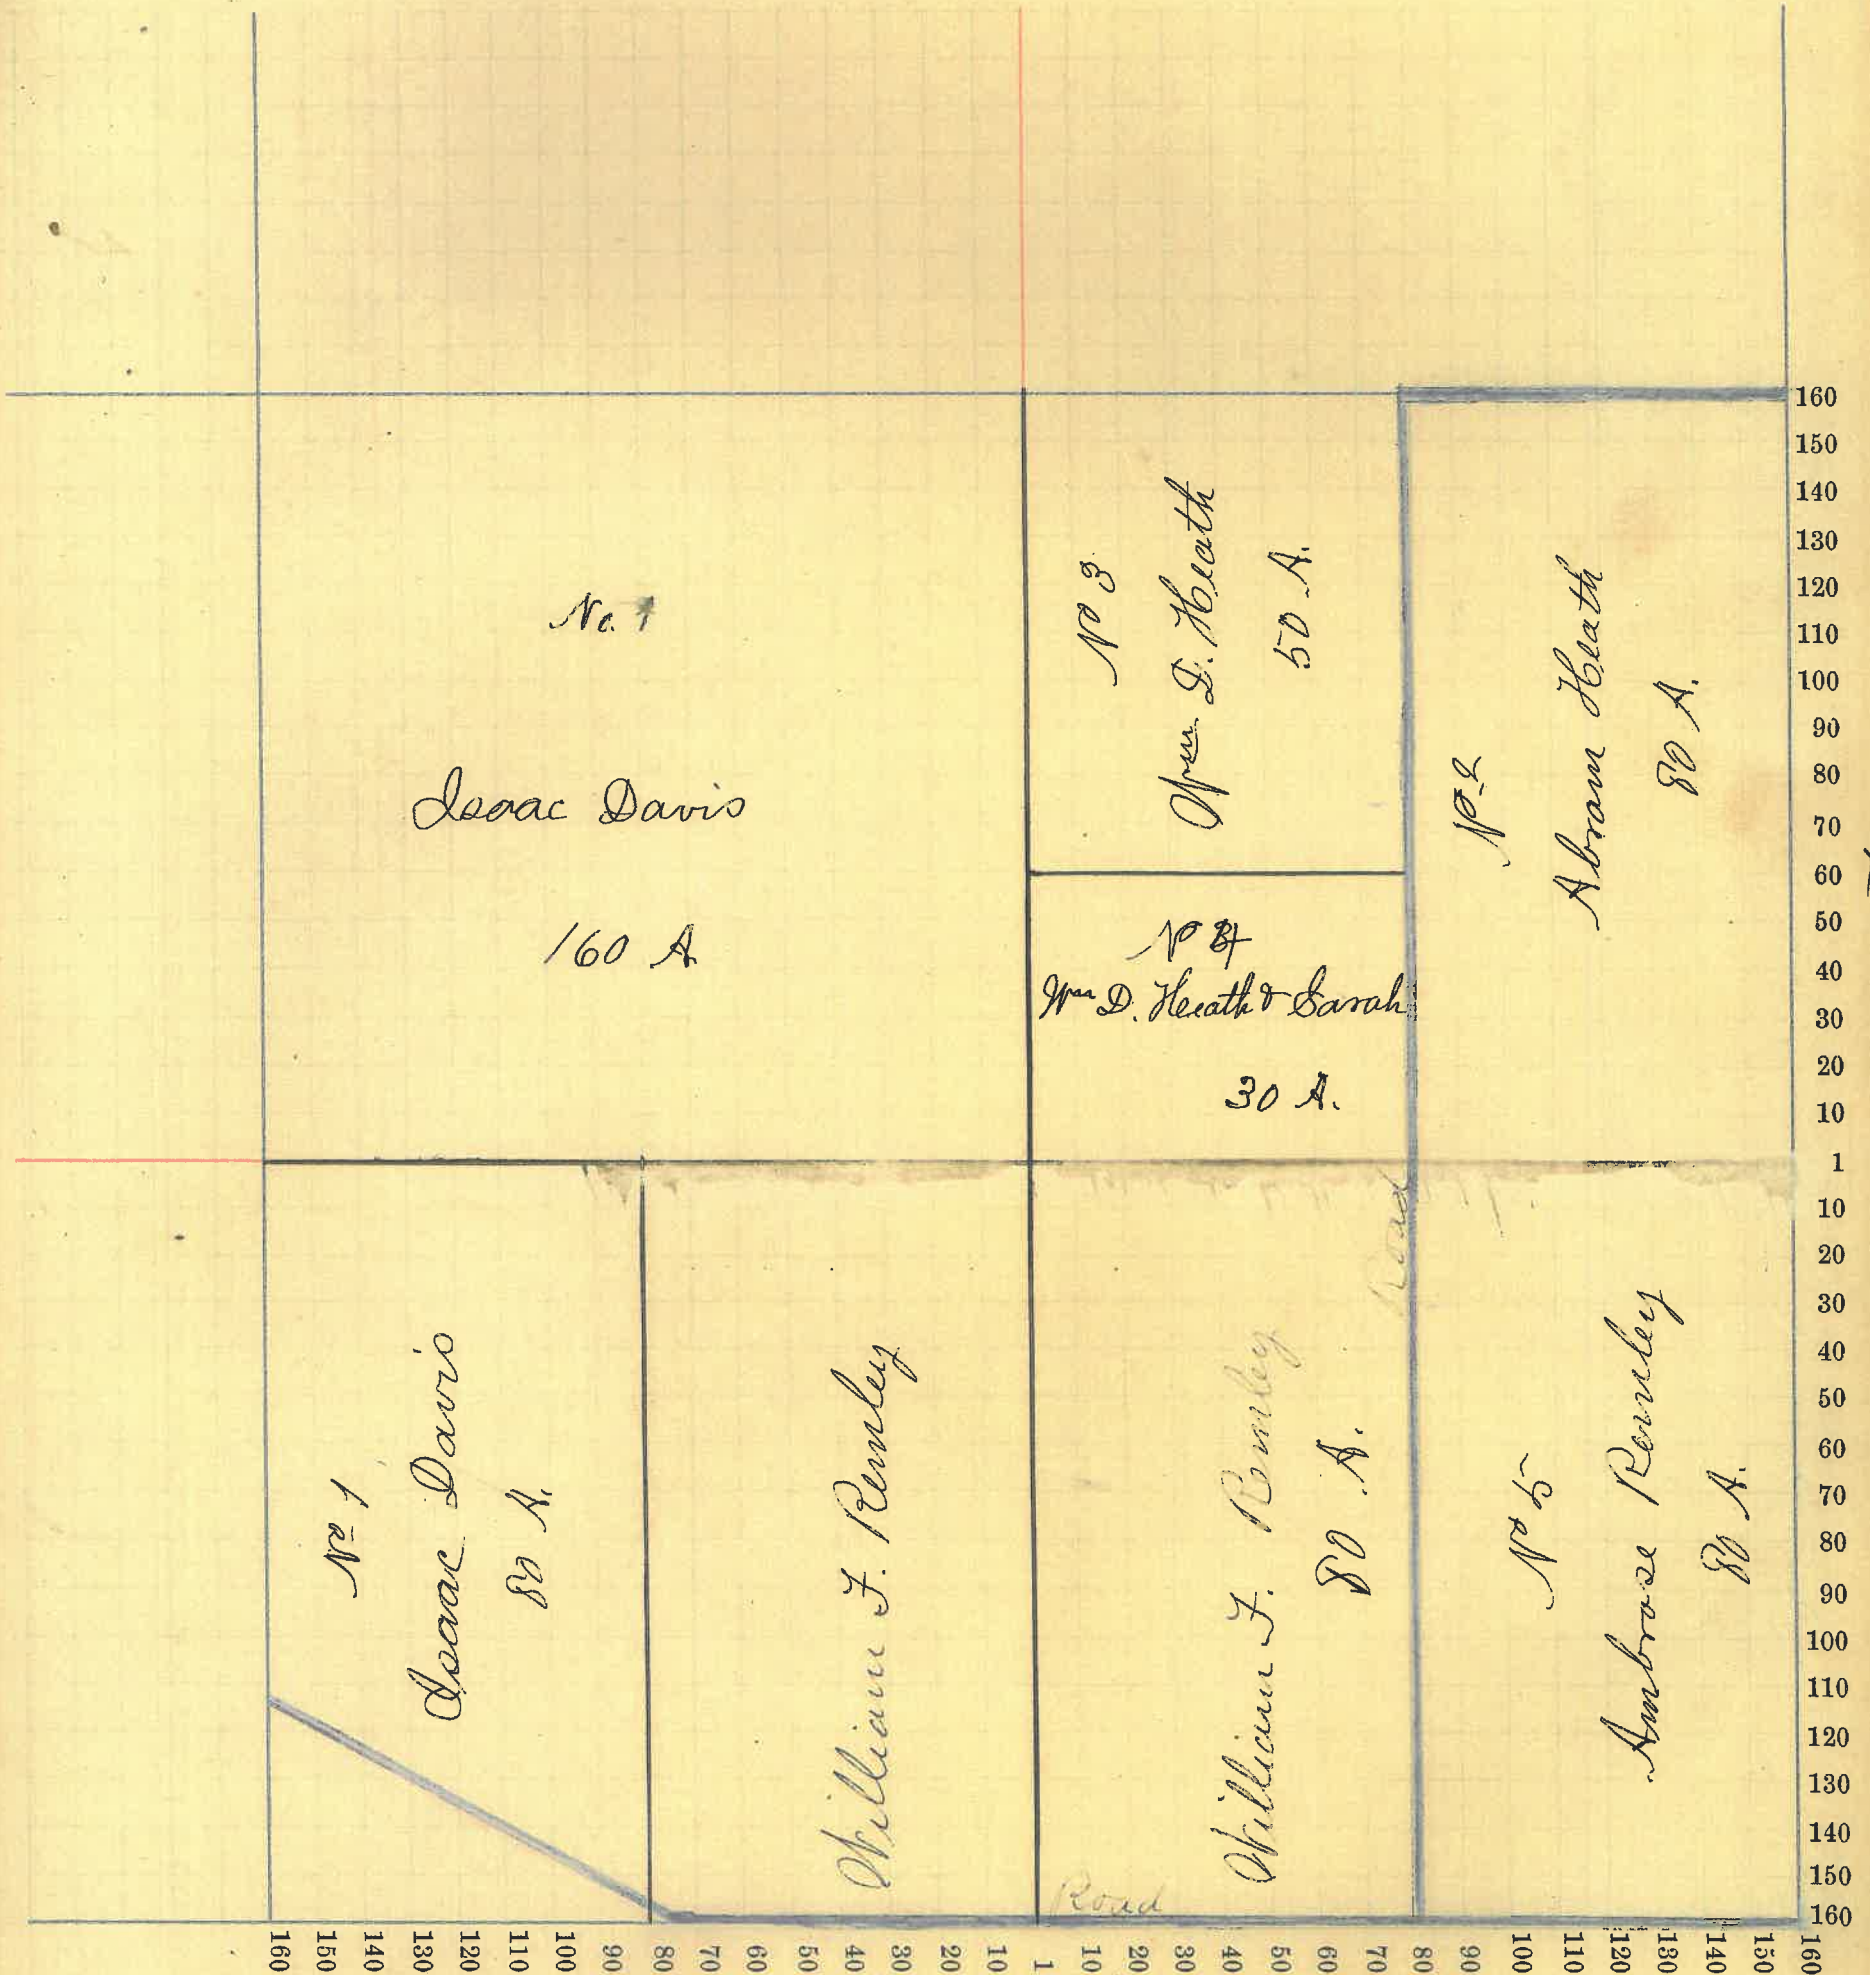 No. 1
Isaac Davis
160 A.
No 3
Wm D. Heath
50 A.
No 4
Wm D. Heath & Sarah
30 A.
No 2
Abram Heath
80 A.
No 1
Isaac Davis
80 A.
William F. Remley
William F. Remley
80 A.
Road
Road
No 5
Ambrose Remley
80 A.
160
150
140
130
120
110
100
90
80
70
60
50
40
30
20
10
1
10
20
30
40
50
60
70
80
90
100
110
120
130
140
150
160
160 150 140 130 120 110 100 90 80 70 60 50 40 30 20 10 1 10 20 30 40 50 60 70 80 90 100 110 120 130 140 150 160